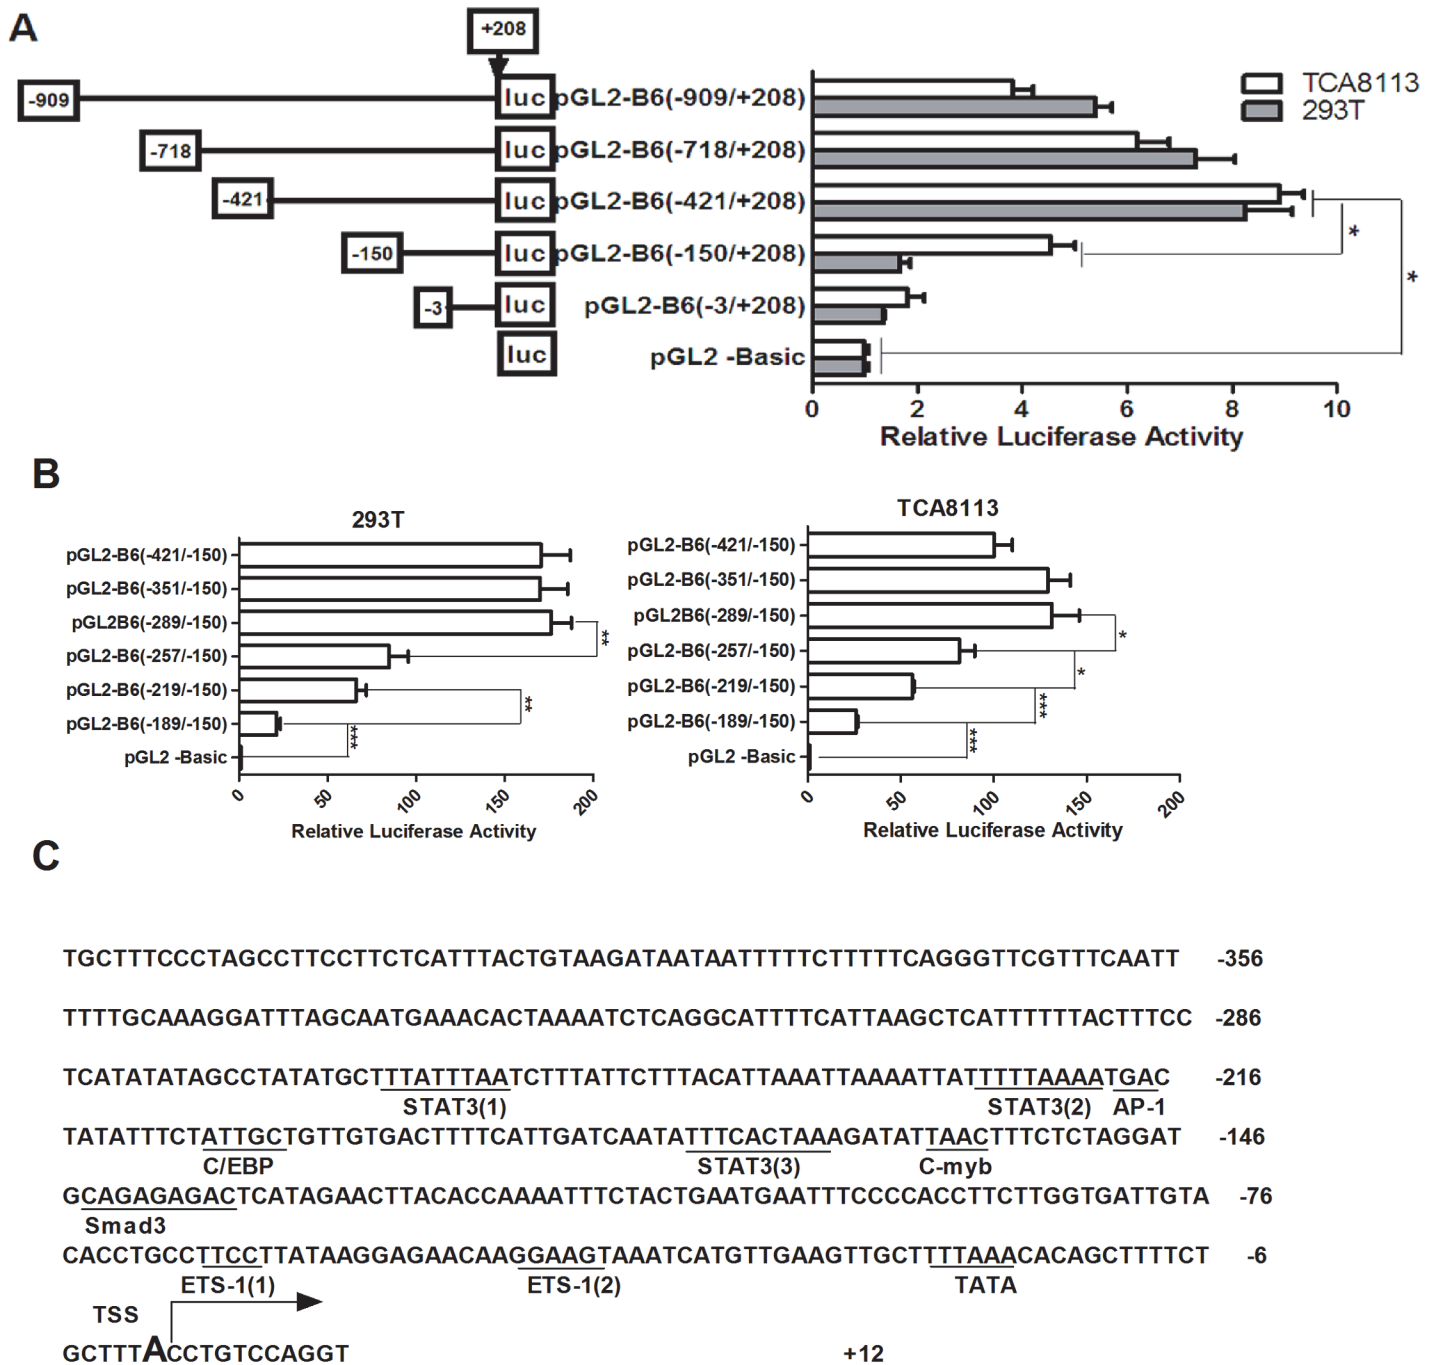 A
+208
-909 luc pGL2-B6(-909/+208)
-718 luc pGL2-B6(-718/+208)
-421 luc pGL2-B6(-421/+208)
-150 luc pGL2-B6(-150/+208)
-3 luc pGL2-B6(-3/+208)
luc pGL2 -Basic
TCA8113
293T
*
*
0 2 4 6 8 10
Relative Luciferase Activity
B
293T
pGL2-B6(-421/-150)
pGL2-B6(-351/-150)
pGL2B6(-289/-150)
pGL2-B6(-257/-150)
pGL2-B6(-219/-150)
pGL2-B6(-189/-150)
pGL2 -Basic
**
**
***
0 50 100 150 200
Relative Luciferase Activity
TCA8113
pGL2-B6(-421/-150)
pGL2-B6(-351/-150)
pGL2-B6(-289/-150)
pGL2-B6(-257/-150)
pGL2-B6(-219/-150)
pGL2-B6(-189/-150)
pGL2 -Basic
*
*
***
***
0 50 100 150 200
Relative Luciferase Activity
C
TGCTTTCCCTAGCCTTCCTTCTCATTTACTGTAAGATAATAATTTTTCTTTTTCAGGGTTCGTTTCAATT -356
TTTTGCAAAGGATTTAGCAATGAAACACTAAAATCTCAGGCATTTTCATTAAGCTCATTTTTTACTTTCC -286
TCATATATAGCCTATATGCTTTATTTAATCTTTATTCTTTACATTAAATTAAAATTATTTTTAAAATGAC -216
STAT3(1) STAT3(2) AP-1
TATATTTCTATTGCTGTTGTGACTTTTCATTGATCAATATTTCACTAAAGATATTAACTTTCTCTAGGAT -146
C/EBP STAT3(3) C-myb
GCAGAGAGACTCATAGAACTTACACCAAAATTTCTACTGAATGAATTTCCCCACCTTCTTGGTGATTGTA -76
Smad3
CACCTGCCTTCCTTATAAGGAGAACAAGGAAGTAAATCATGTTGAAGTTGCTTTTAAACACAGCTTTTCT -6
ETS-1(1) ETS-1(2) TATA
TSS
GCTTTACCTGTCCAGGT +12